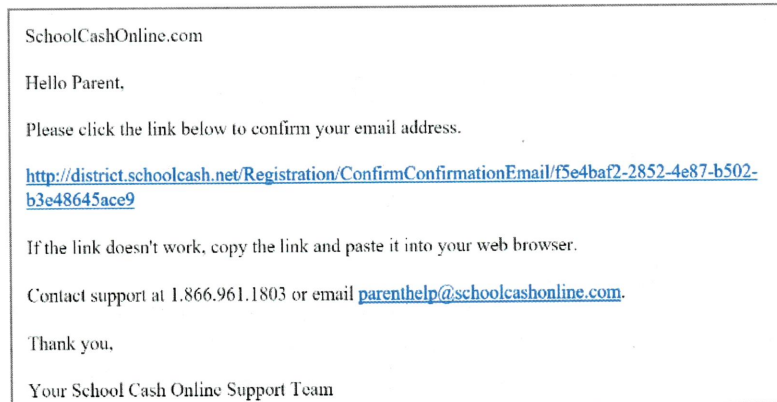 SchoolCashOnline.com
Hello Parent,
Please click the link below to confirm your email address.
http://district.schoolcash.net/Registration/ConfirmConfirmationEmail/f5e4baf2-2852-4e87-b502-
b3e48645ace9
If the link doesn't work, copy the link and paste it into your web browser.
Contact support at 1.866.961.1803 or email parenthelp@schoolcashonline.com.
Thank you,
Your School Cash Online Support Team